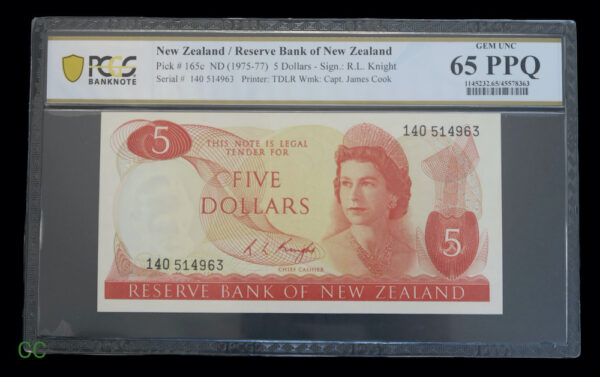 PCGS
BANKNOTE
New Zealand / Reserve Bank of New Zealand
Pick # 165c ND (1975-77) 5 Dollars - Sign.: R.L. Knight
Serial # 140 514963 Printer: TDLR Wmk: Capt. James Cook
GEM UNC
65 PPQ
1145232.65/45578363
5
THIS NOTE IS LEGAL
TENDER FOR
FIVE
DOLLARS
140 514963
R. L. Knight
CHIEF CASHIER
140 514963
5
RESERVE BANK OF NEW ZEALAND
GC